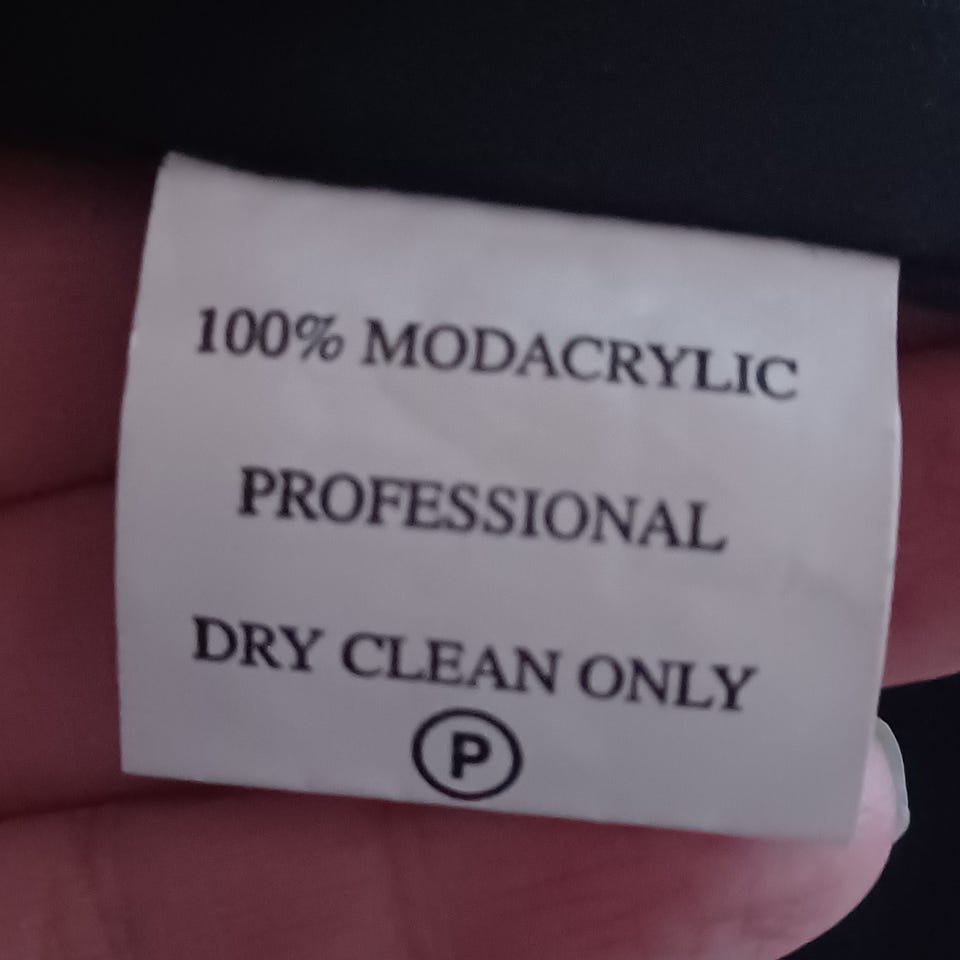 100% MODACRYLIC
PROFESSIONAL
DRY CLEAN ONLY
P